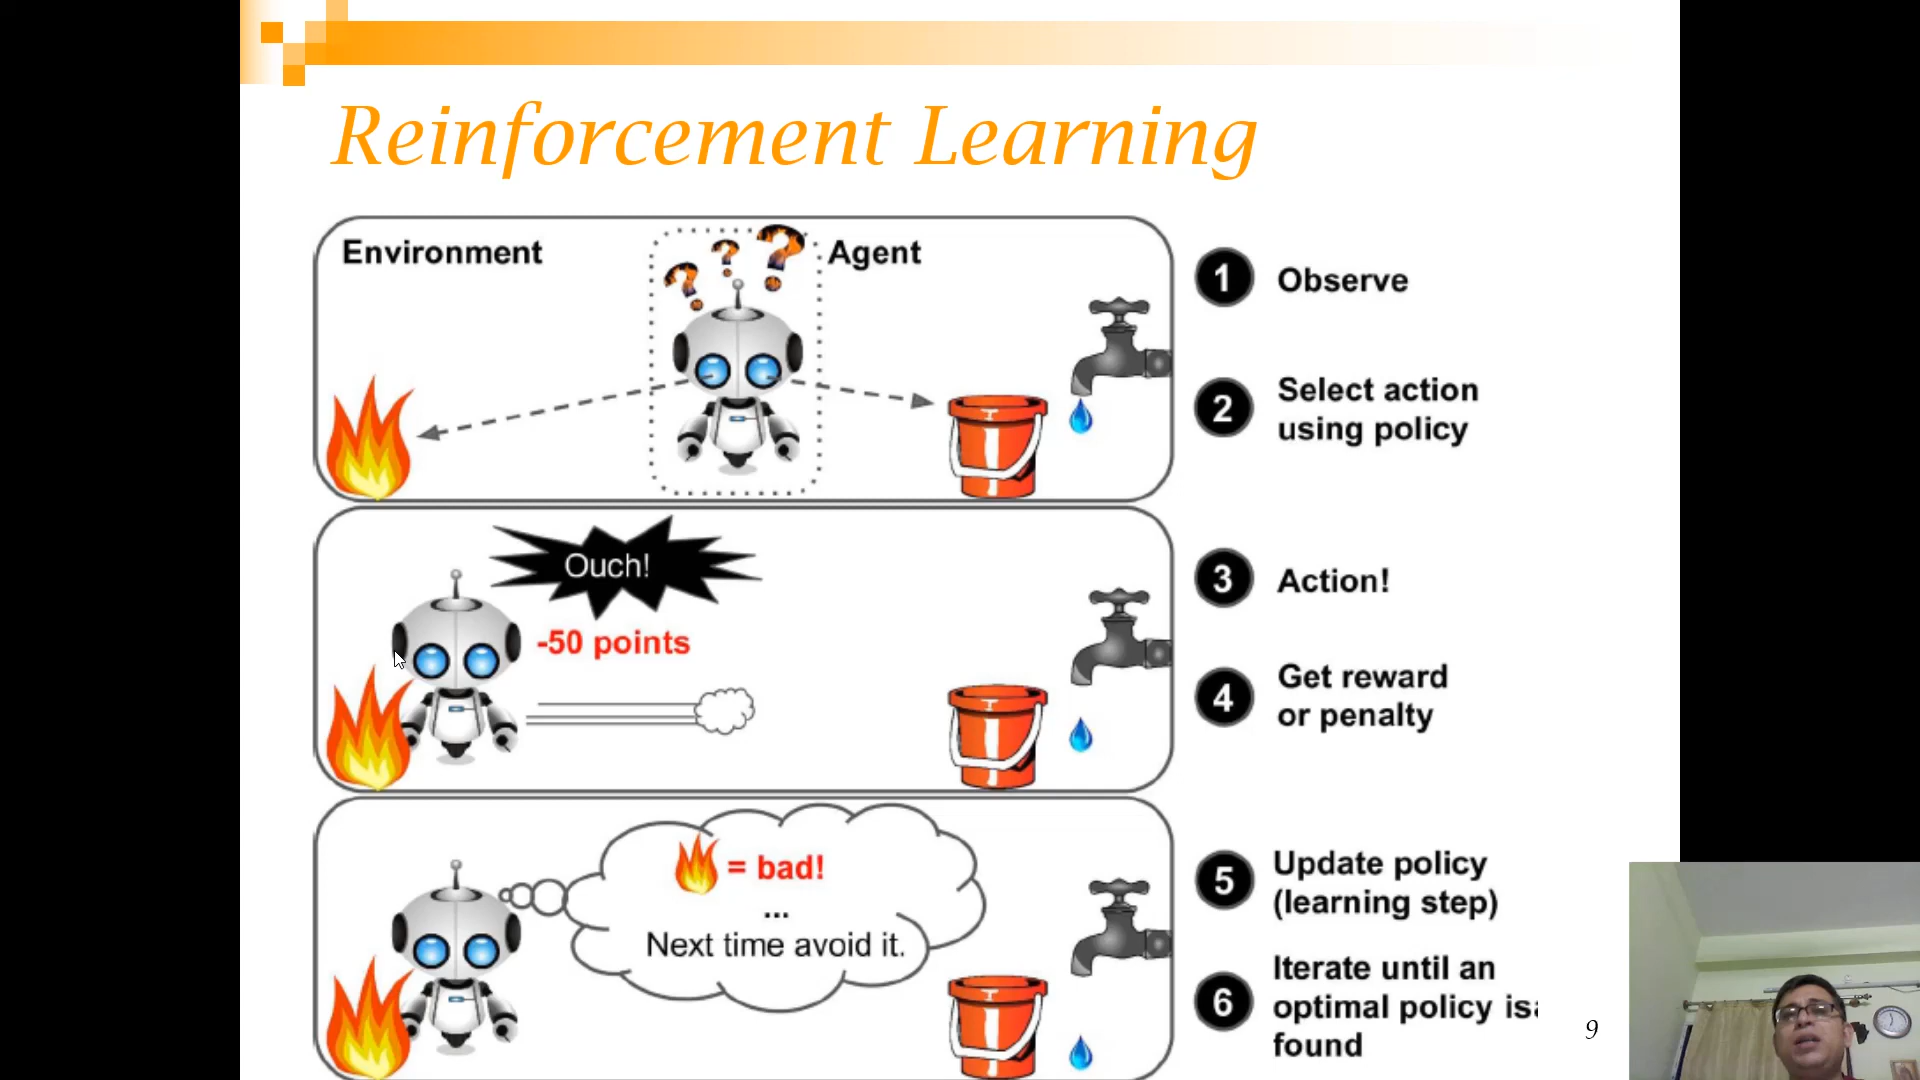 Reinforcement Learning
Environment
Agent
? ? ?
1 Observe
2 Select action
using policy
Ouch!
-50 points
3 Action!
4 Get reward
or penalty
= bad!
...
Next time avoid it.
5 Update policy
(learning step)
6 Iterate until an
optimal policy is
found
9